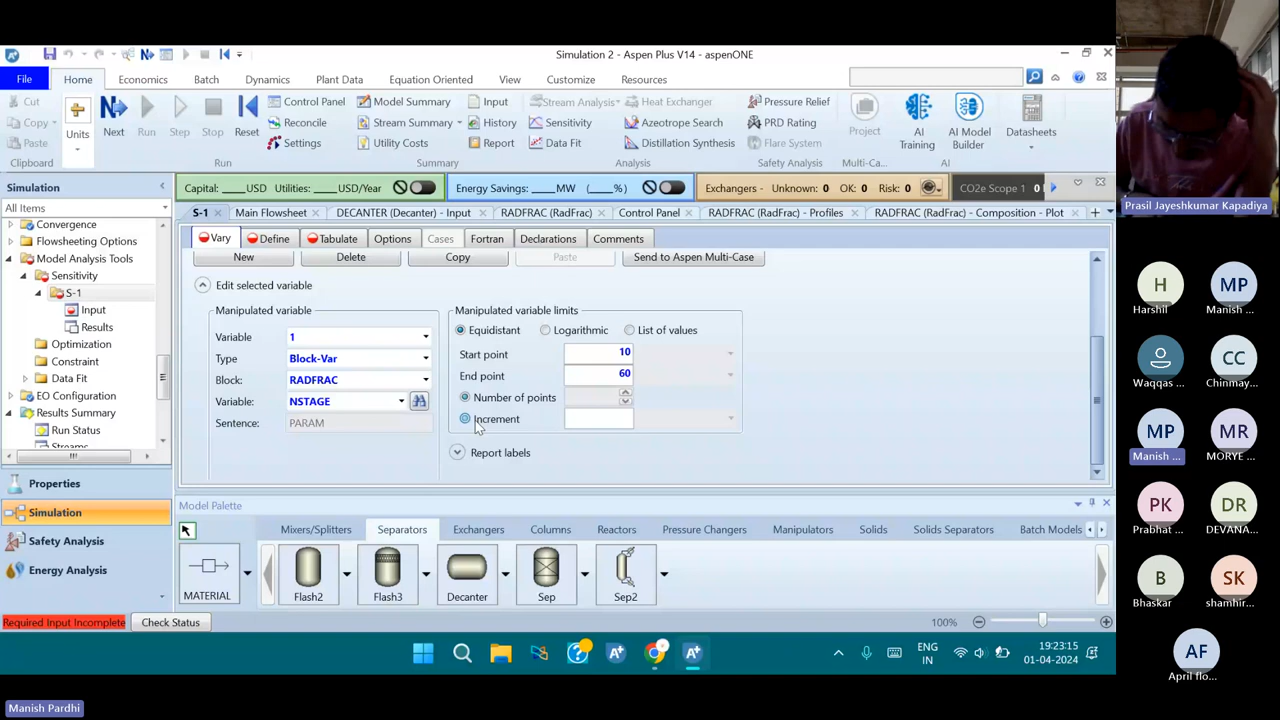 Simulation 2 - Aspen Plus V14 - aspenONE
File Home Economics Batch Dynamics Plant Data Equation Oriented View Customize Resources
Cut Copy Paste Clipboard
Units
Next Run Step Stop Reset Control Panel Reconcile Settings Run
Model Summary Stream Summary Utility Costs Input History Report Summary
Stream Analysis Sensitivity Data Fit Heat Exchanger Azeotrope Search Distillation Synthesis Analysis
Pressure Relief PRD Rating Flare System Safety Analysis
Project Multi-Ca...
AI Training AI Model Builder AI
Datasheets
Simulation
Capital: ____USD Utilities: ____USD/Year
Energy Savings: ____MW (____%)
Exchangers - Unknown: 0 OK: 0 Risk: 0
CO2e Scope 1 0
All Items
S-1 Main Flowsheet DECANTER (Decanter) - Input RADFRAC (RadFrac) Control Panel RADFRAC (RadFrac) - Profiles RADFRAC (RadFrac) - Composition - Plot
Convergence
Flowsheeting Options
Model Analysis Tools
Sensitivity
S-1
Input
Results
Optimization
Constraint
Data Fit
EO Configuration
Results Summary
Run Status
Streams
Vary Define Tabulate Options Cases Fortran Declarations Comments
New Delete Copy Paste Send to Aspen Multi-Case
Edit selected variable
Manipulated variable
Variable 1
Type Block-Var
Block: RADFRAC
Variable: NSTAGE
Sentence: PARAM
Manipulated variable limits
Equidistant Logarithmic List of values
Start point 10
End point 60
Number of points
Increment
Report labels
Properties
Simulation
Safety Analysis
Energy Analysis
Model Palette
Mixers/Splitters Separators Exchangers Columns Reactors Pressure Changers Manipulators Solids Solids Separators Batch Models
MATERIAL Flash2 Flash3 Decanter Sep Sep2
Required Input Incomplete Check Status 100%
ENG
IN
19:23:15
01-04-2024
Manish Pardhi
Prasil Jayeshkumar Kapadiya
H MP
Harshil Manish ...
CC
Waqqas ... Chinmay...
MP MR
Manish ... MORYE ...
PK DR
Prabhat ... DEVANA...
B SK
Bhaskar shamhir...
AF
April flo...